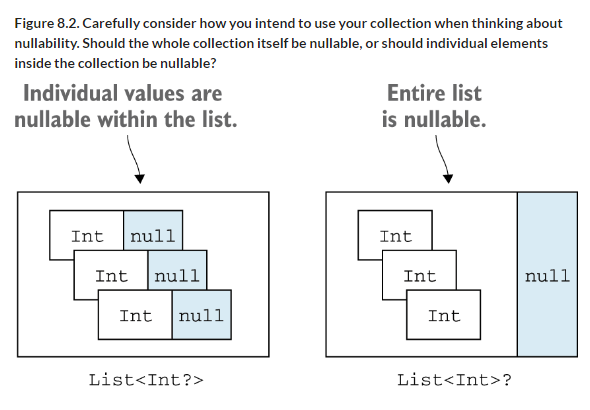 Figure 8.2. Carefully consider how you intend to use your collection when thinking about
nullability. Should the whole collection itself be nullable, or should individual elements
inside the collection be nullable?
Individual values are
nullable within the list.
Int null
Int null
Int null
List<Int?>
Entire list
is nullable.
Int
Int
Int
null
List<Int>?